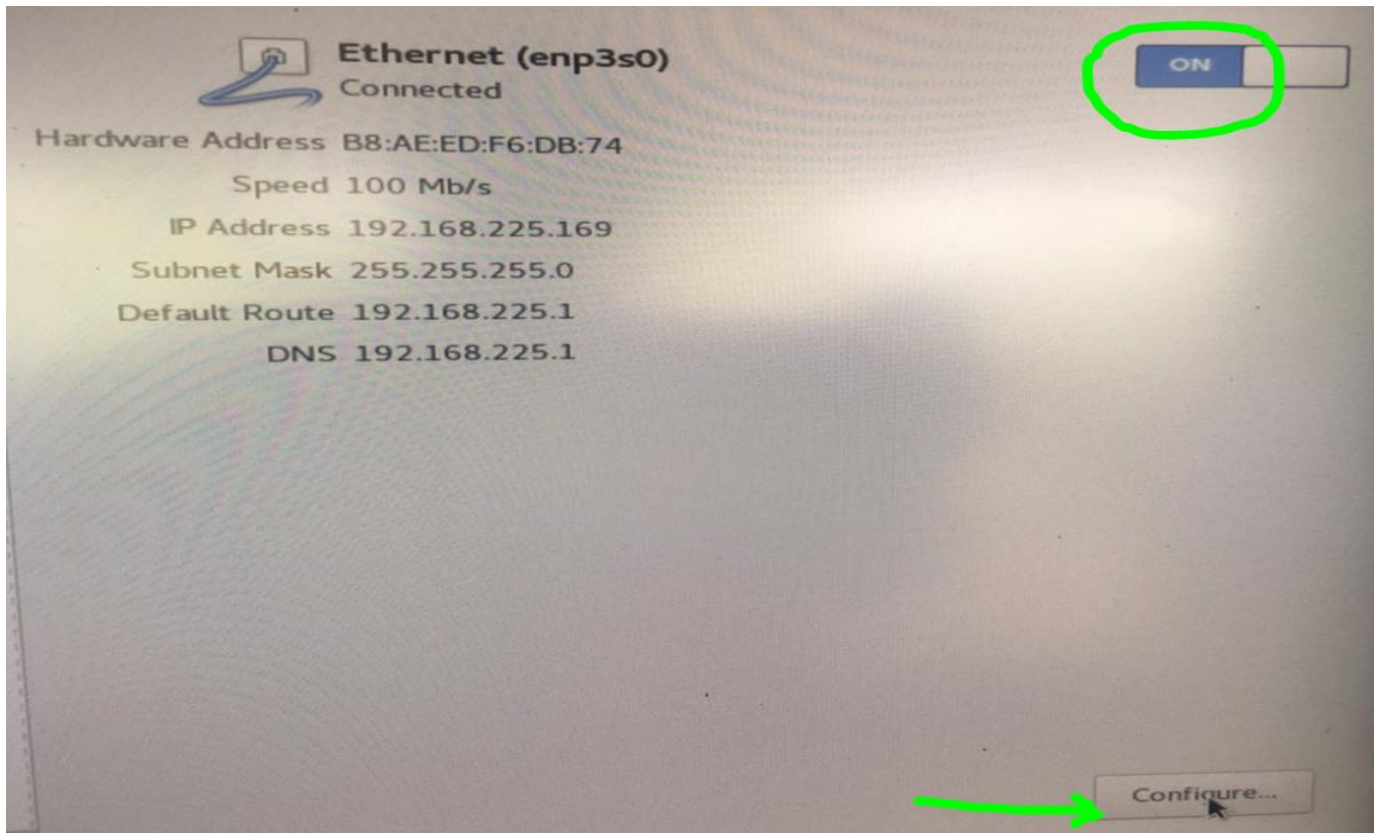 Ethernet (enp3s0)
ON
Connected
Hardware Address B8:AE:ED:F6:DB:74
Speed 100 Mb/s
IP Address 192.168.225.169
Subnet Mask 255.255.255.0
Default Route 192.168.225.1
DNS 192.168.225.1
Configure...